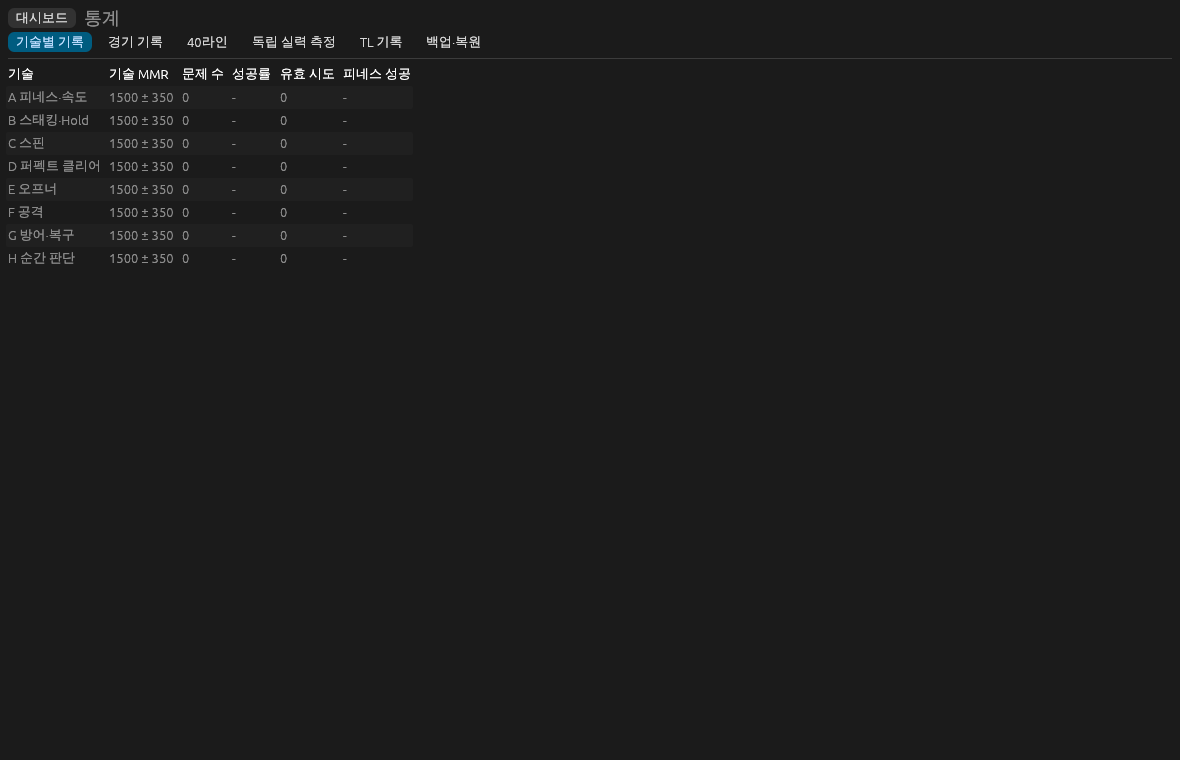 대시보드 통계
기술별 기록 경기 기록 40라인 독립 실력 측정 TL 기록 백업·복원
기술 기술 MMR 문제 수 성공률 유효 시도 피네스 성공
A 피네스·속도 1500 ± 350 0 - 0 -
B 스태킹·Hold 1500 ± 350 0 - 0 -
C 스핀 1500 ± 350 0 - 0 -
D 퍼펙트 클리어 1500 ± 350 0 - 0 -
E 오프너 1500 ± 350 0 - 0 -
F 공격 1500 ± 350 0 - 0 -
G 방어·복구 1500 ± 350 0 - 0 -
H 순간 판단 1500 ± 350 0 - 0 -